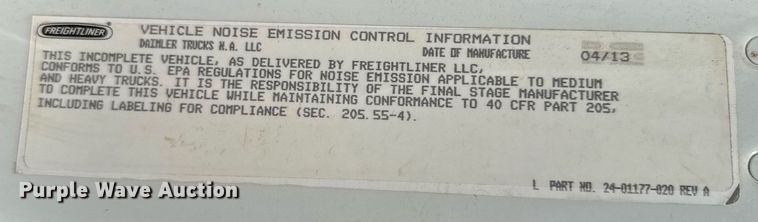 FREIGHTLINER
VEHICLE NOISE EMISSION CONTROL INFORMATION
DAIMLER TRUCKS N.A. LLC
DATE OF MANUFACTURE
04/13
THIS INCOMPLETE VEHICLE, AS DELIVERED BY FREIGHTLINER LLC,
CONFORMS TO U.S. EPA REGULATIONS FOR NOISE EMISSION APPLICABLE TO MEDIUM
AND HEAVY TRUCKS. IT IS THE RESPONSIBILITY OF THE FINAL STAGE MANUFACTURER
TO COMPLETE THIS VEHICLE WHILE MAINTAINING CONFORMANCE TO 40 CFR PART 205,
INCLUDING LABELING FOR COMPLIANCE (SEC. 205.55-4).
L PART NO. 24-01177-020 REV A
Purple Wave Auction